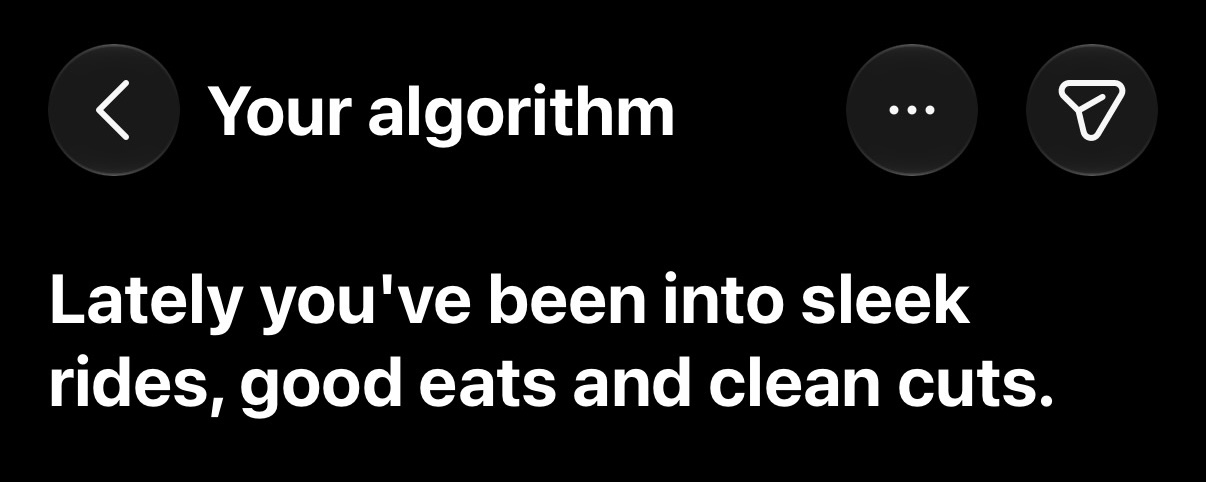 Your algorithm
Lately you've been into sleek
rides, good eats and clean cuts.